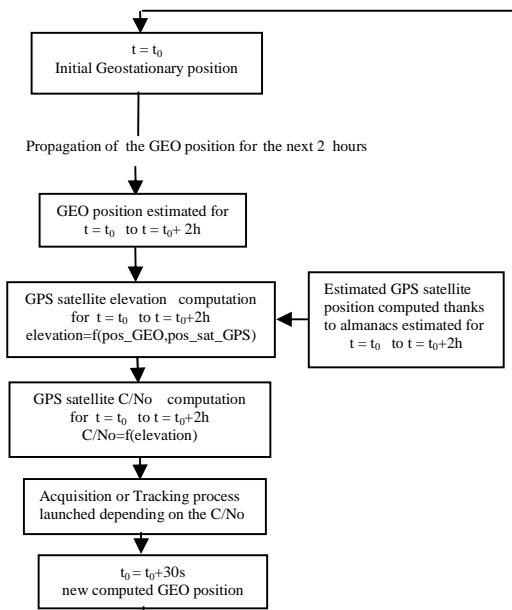 t = t0
Initial Geostationary position
Propagation of the GEO position for the next 2 hours
GEO position estimated for
t = t0 to t = t0+ 2h
GPS satellite elevation computation
for t = t0 to t = t0+2h
elevation=f(pos_GEO,pos_sat_GPS)
Estimated GPS satellite
position computed thanks
to almanacs estimated for
t = t0 to t = t0+2h
GPS satellite C/No computation
for t = t0 to t = t0+2h
C/No=f(elevation)
Acquisition or Tracking process
launched depending on the C/No
t0 = t0+30s
new computed GEO position